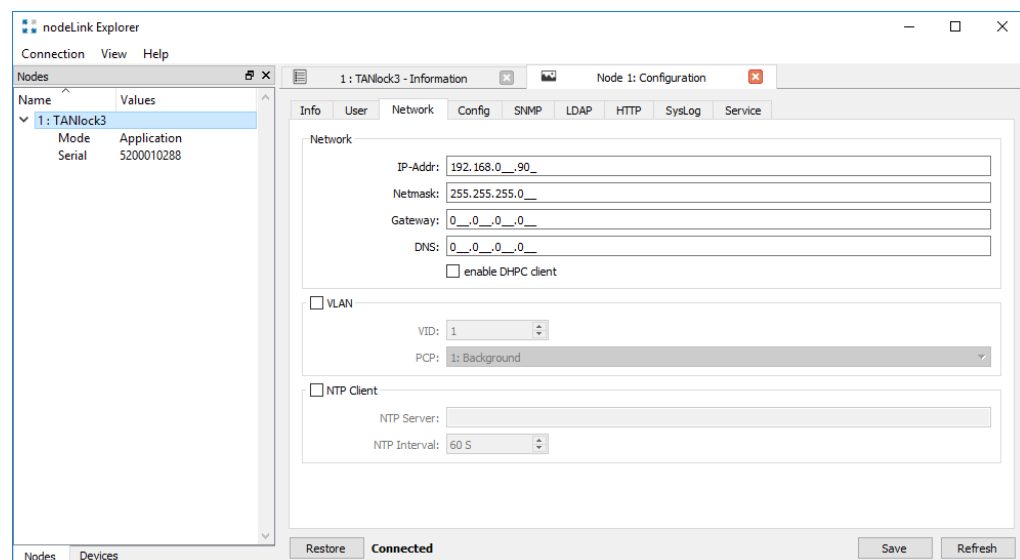 nodeLink Explorer
Connection View Help
Nodes
1 : TANlock3 - Information
Node 1: Configuration
Name Values
1 : TANlock3
Mode Application
Serial 5200010288
Info User Network Config SNMP LDAP HTTP SysLog Service
Network
IP-Addr: 192.168.0__.90_
Netmask: 255.255.255.0__
Gateway: 0__.0__.0__.0__
DNS: 0__.0__.0__.0__
enable DHPC client
VLAN
VID: 1
PCP: 1: Background
NTP Client
NTP Server:
NTP Interval: 60 S
Restore Connected Save Refresh
Nodes Devices